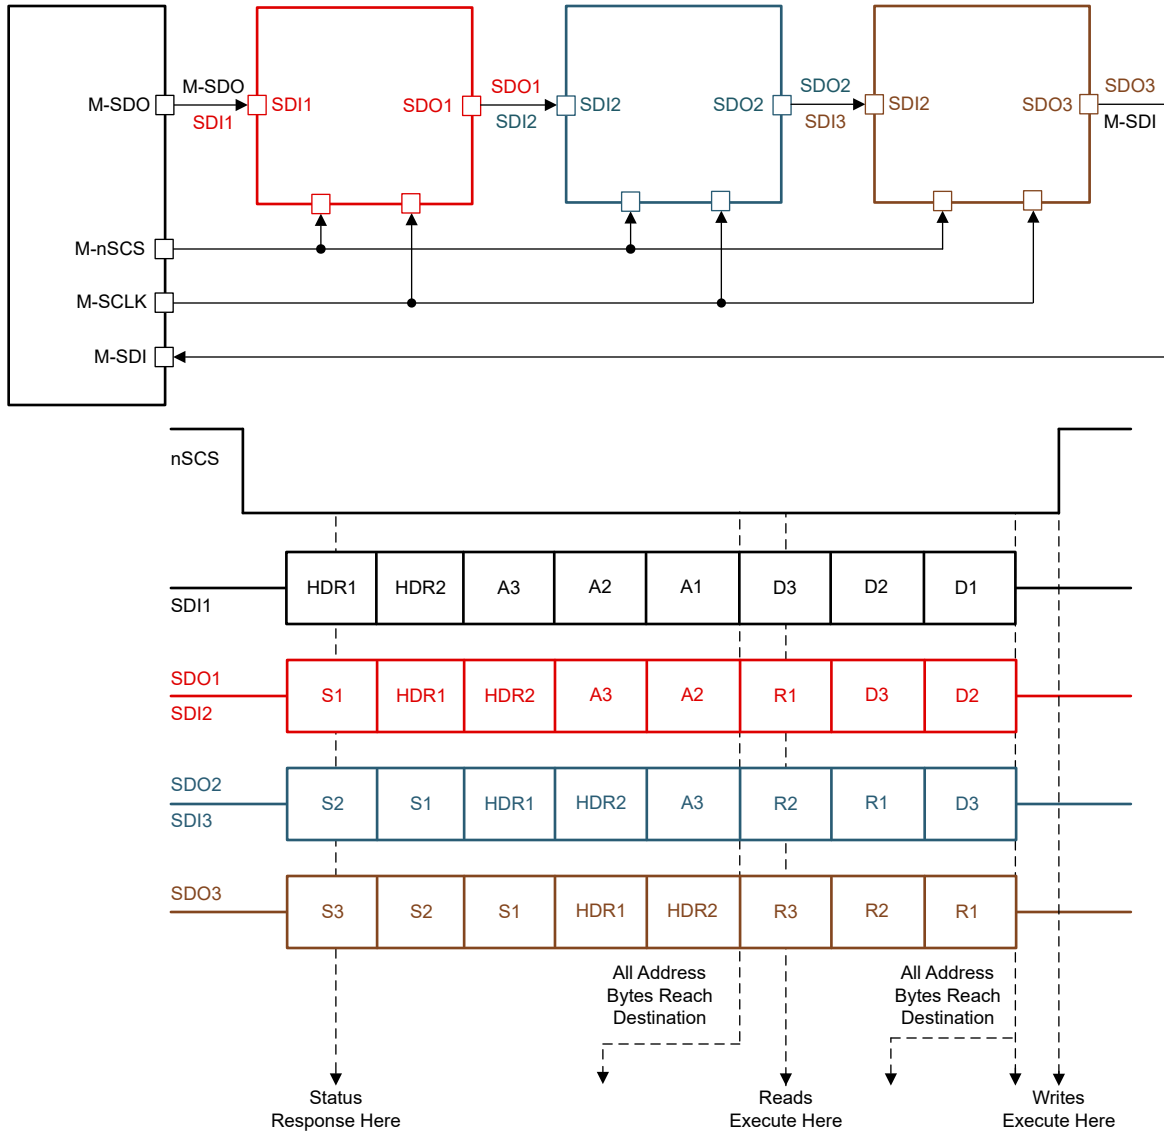 M-SDO
M-SDO
SDI1
SDI1
SDO1
SDO1
SDI2
SDI2
SDO2
SDO2
SDI3
SDI2
SDO3
SDO3
M-SDI
M-nSCS
M-SCLK
M-SDI
nSCS
SDI1
HDR1 HDR2 A3 A2 A1 D3 D2 D1
SDO1
SDI2
S1 HDR1 HDR2 A3 A2 R1 D3 D2
SDO2
SDI3
S2 S1 HDR1 HDR2 A3 R2 R1 D3
SDO3
S3 S2 S1 HDR1 HDR2 R3 R2 R1
All Address
Bytes Reach
Destination
All Address
Bytes Reach
Destination
Status
Response Here
Reads
Execute Here
Writes
Execute Here